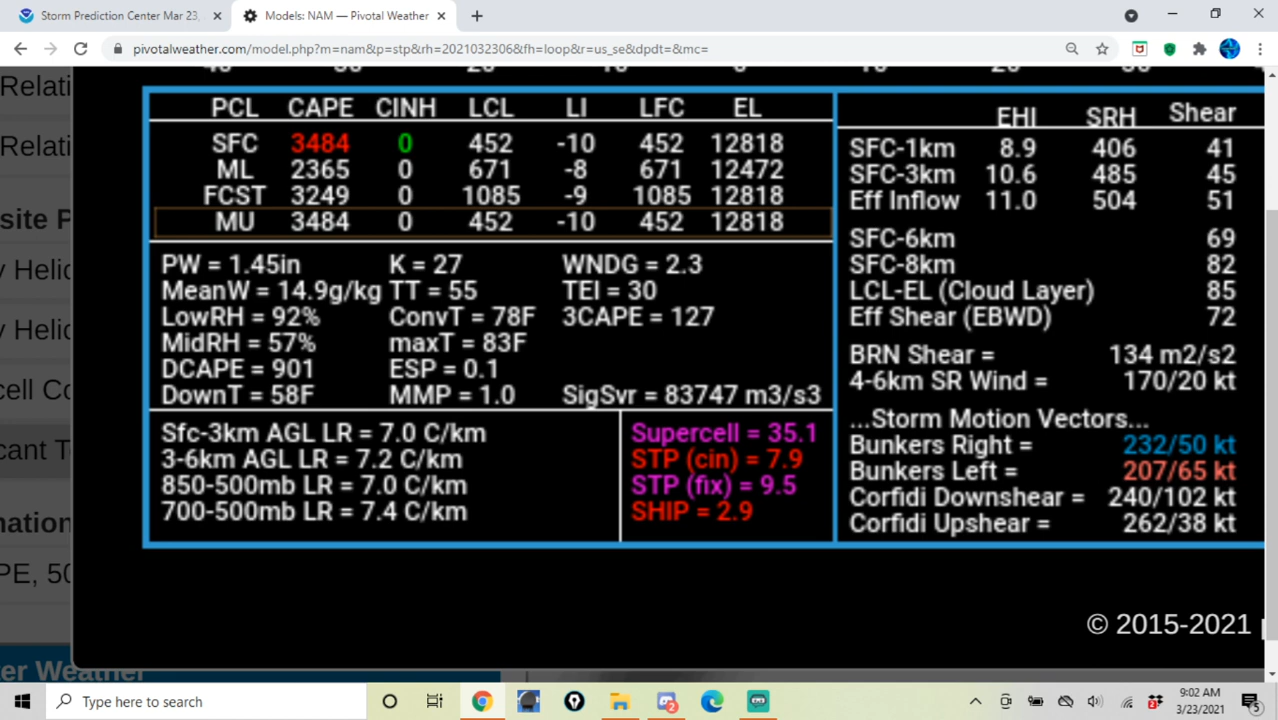 Storm Prediction Center Mar 23,
Models: NAM — Pivotal Weather
pivotalweather.com/model.php?m=nam&p=stp&rh=2021032306&fh=loop&r=us_se&dpdt=&mc=
Relati
Relati
site P
y Helic
y Helic
cell Co
cant T
nation
PE, 50
er Weather
PCL CAPE CINH LCL LI LFC EL
SFC 3484 0 452 -10 452 12818
ML 2365 0 671 -8 671 12472
FCST 3249 0 1085 -9 1085 12818
MU 3484 0 452 -10 452 12818
PW = 1.45in K = 27 WNDG = 2.3
MeanW = 14.9g/kg TT = 55 TEI = 30
LowRH = 92% ConvT = 78F 3CAPE = 127
MidRH = 57% maxT = 83F
DCAPE = 901 ESP = 0.1
DownT = 58F MMP = 1.0 SigSvr = 83747 m3/s3
Sfc-3km AGL LR = 7.0 C/km
3-6km AGL LR = 7.2 C/km
850-500mb LR = 7.0 C/km
700-500mb LR = 7.4 C/km
Supercell = 35.1
STP (cin) = 7.9
STP (fix) = 9.5
SHIP = 2.9
EHI SRH Shear
SFC-1km 8.9 406 41
SFC-3km 10.6 485 45
Eff Inflow 11.0 504 51
SFC-6km 69
SFC-8km 82
LCL-EL (Cloud Layer) 85
Eff Shear (EBWD) 72
BRN Shear = 134 m2/s2
4-6km SR Wind = 170/20 kt
...Storm Motion Vectors...
Bunkers Right = 232/50 kt
Bunkers Left = 207/65 kt
Corfidi Downshear = 240/102 kt
Corfidi Upshear = 262/38 kt
© 2015-2021
Type here to search
2
2
9:02 AM
3/23/2021
5